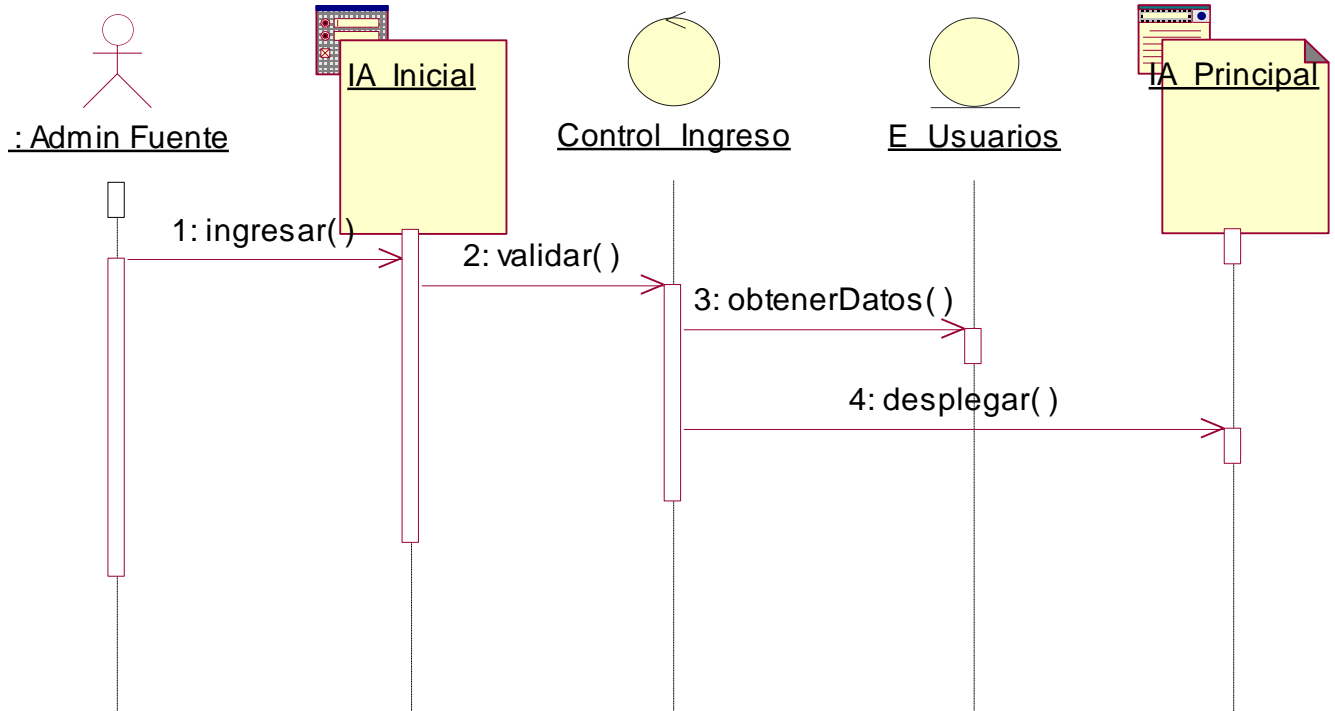 : Admin Fuente
IA_Inicial
Control_Ingreso
E_Usuarios
IA_Principal
1: ingresar( )
2: validar( )
3: obtenerDatos( )
4: desplegar( )